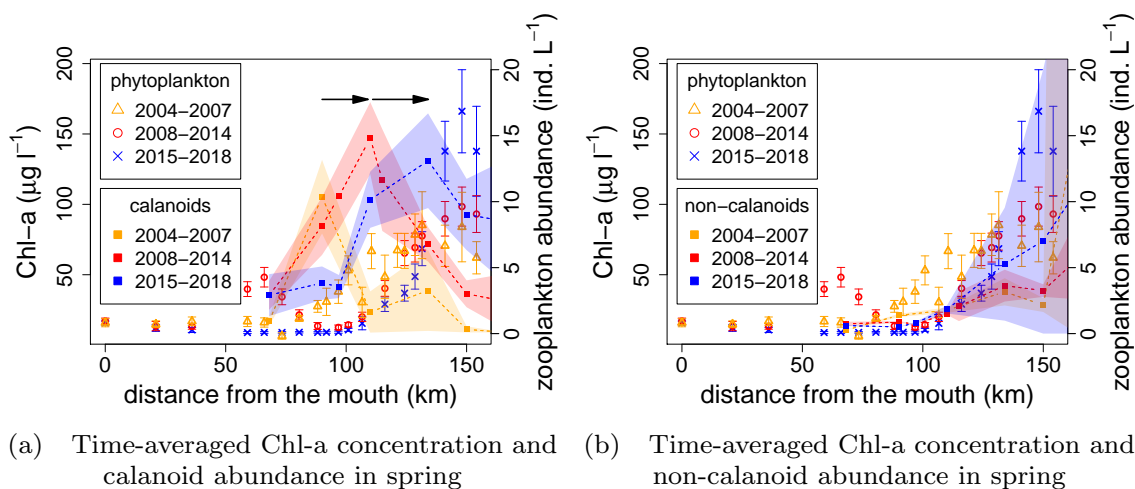 phytoplankton
2004−2007
2008−2014
2015−2018
calanoids
2004−2007
2008−2014
2015−2018
Chl−a (µg l⁻¹)
50
100
150
200
0
50
100
150
distance from the mouth (km)
0
5
10
15
20
zooplankton abundance (ind. L⁻¹)
(a) Time-averaged Chl-a concentration and
calanoid abundance in spring
phytoplankton
2004−2007
2008−2014
2015−2018
non−calanoids
2004−2007
2008−2014
2015−2018
Chl−a (µg l⁻¹)
50
100
150
200
0
50
100
150
distance from the mouth (km)
0
5
10
15
20
zooplankton abundance (ind. L⁻¹)
(b) Time-averaged Chl-a concentration and
non-calanoid abundance in spring